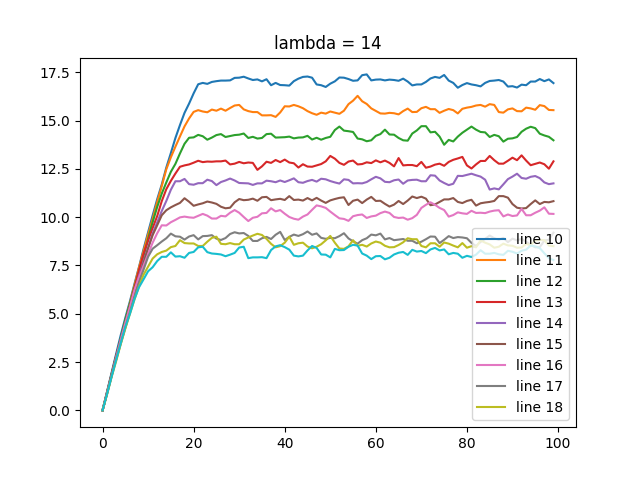 lambda = 14
17.5
15.0
12.5
10.0
7.5
5.0
2.5
0.0
0 20 40 60 80 100
line 10
line 11
line 12
line 13
line 14
line 15
line 16
line 17
line 18